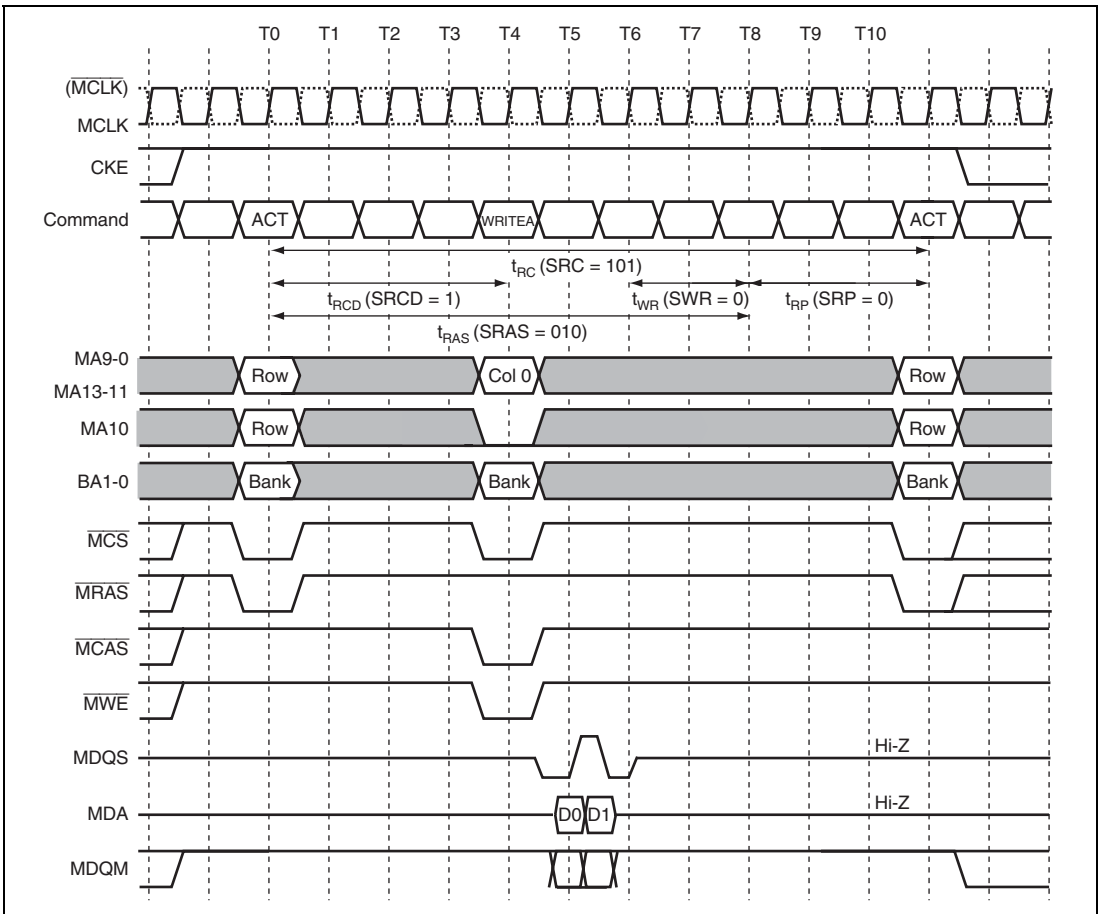 T0 T1 T2 T3 T4 T5 T6 T7 T8 T9 T10
(MCLK)
MCLK
CKE
Command ACT WRITEA ACT
tRC (SRC = 101)
tRCD (SRCD = 1) tWR (SWR = 0) tRP (SRP = 0)
tRAS (SRAS = 010)
MA9-0
Row Col 0 Row
MA13-11
MA10 Row Row
BA1-0 Bank Bank Bank
MCS
MRAS
MCAS
MWE
Hi-Z
MDQS
Hi-Z
MDA D0 D1
MDQM